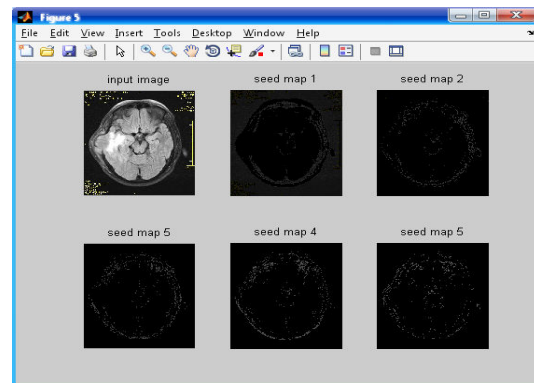 Figure 5
File Edit View Insert Tools Desktop Window Help
input image
seed map 1
seed map 2
seed map 5
seed map 4
seed map 5